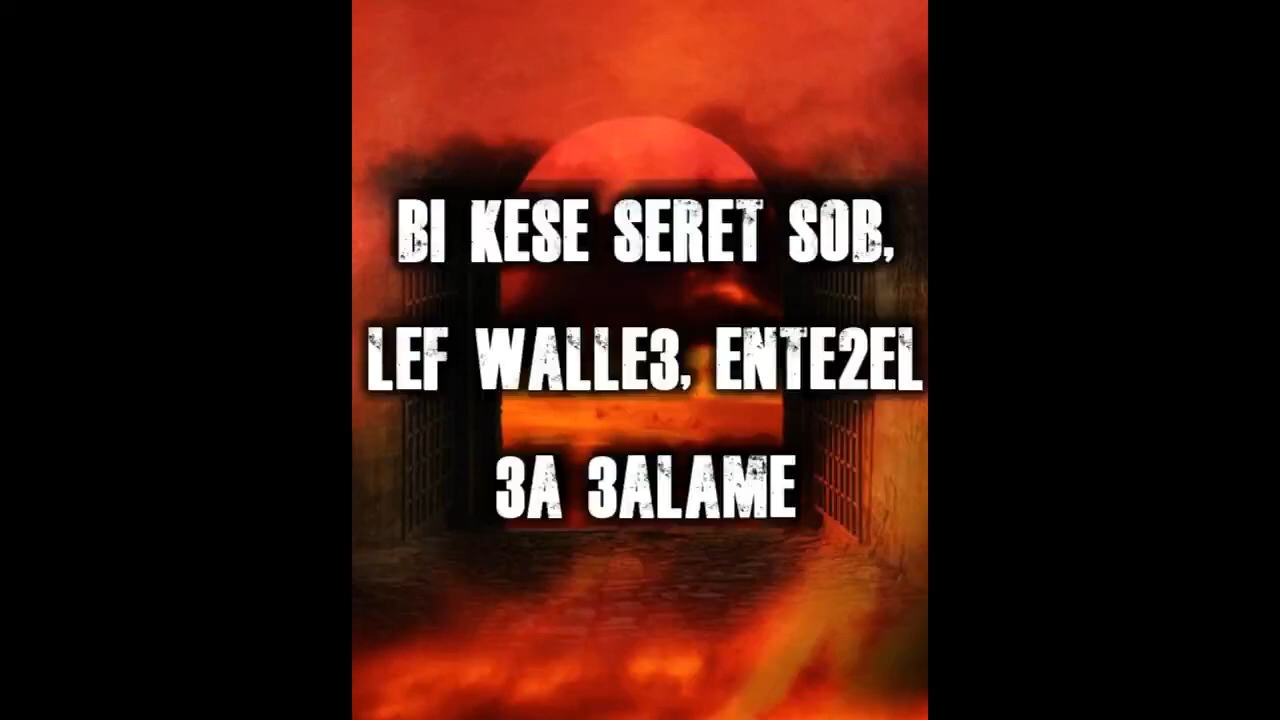 BI KESE SERET SOB,
LEF WALLE3, ENTE2EL
3A 3ALAME